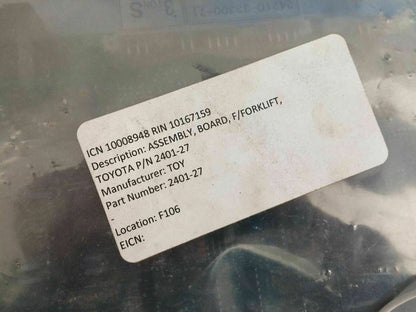 ICN 10008948 RIN 10167159
Description: ASSEMBLY, BOARD, F/FORKLIFT,
TOYOTA P/N 2401-27
Manufacturer: TOY
Part Number: 2401-27
-
Location: F106
EICN: